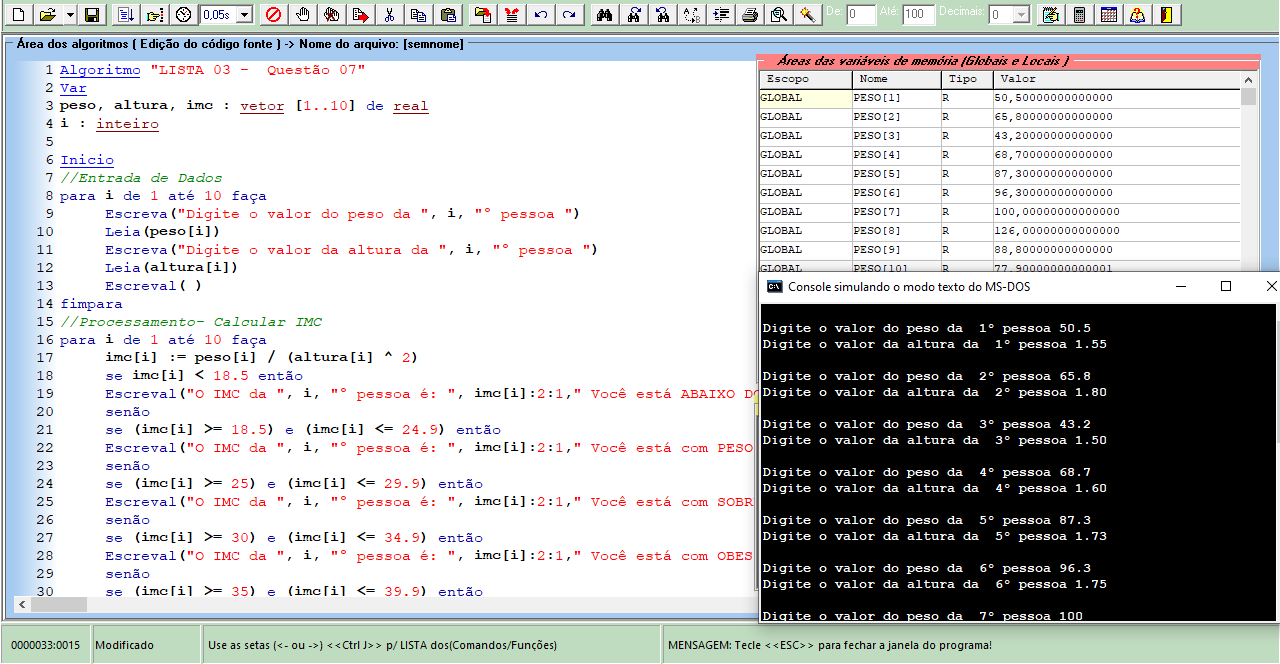 0,05s
De: 0 Até: 100 Decimais: 0
Área dos algoritmos ( Edição do código fonte ) -> Nome do arquivo: [semnome]
1 Algoritmo "LISTA 03 -  Questão 07"
2 Var
3 peso, altura, imc : vetor [1..10] de real
4 i : inteiro
5
6 Inicio
7 //Entrada de Dados
8 para i de 1 até 10 faça
9 Escreva("Digite o valor do peso da ", i, "° pessoa ")
10 Leia(peso[i])
11 Escreva("Digite o valor da altura da ", i, "° pessoa ")
12 Leia(altura[i])
13 Escreval( )
14 fimpara
15 //Processamento- Calcular IMC
16 para i de 1 até 10 faça
17 imc[i] := peso[i] / (altura[i] ^ 2)
18 se imc[i] < 18.5 então
19 Escreval("O IMC da ", i, "° pessoa é: ", imc[i]:2:1," Você está ABAIXO DO
20 senão
21 se (imc[i] >= 18.5) e (imc[i] <= 24.9) então
22 Escreval("O IMC da ", i, "° pessoa é: ", imc[i]:2:1," Você está com PESO
23 senão
24 se (imc[i] >= 25) e (imc[i] <= 29.9) então
25 Escreval("O IMC da ", i, "° pessoa é: ", imc[i]:2:1," Você está com SOBR
26 senão
27 se (imc[i] >= 30) e (imc[i] <= 34.9) então
28 Escreval("O IMC da ", i, "° pessoa é: ", imc[i]:2:1," Você está com OBES
29 senão
30 se (imc[i] >= 35) e (imc[i] <= 39.9) então
Áreas das variáveis de memória (Globais e Locais )
Escopo Nome Tipo Valor
GLOBAL PESO[1] R 50,50000000000000
GLOBAL PESO[2] R 65,80000000000000
GLOBAL PESO[3] R 43,20000000000000
GLOBAL PESO[4] R 68,70000000000000
GLOBAL PESO[5] R 87,30000000000000
GLOBAL PESO[6] R 96,30000000000000
GLOBAL PESO[7] R 100,00000000000000
GLOBAL PESO[8] R 126,00000000000000
GLOBAL PESO[9] R 88,80000000000000
GLOBAL PESO[10] R 77,90000000000001
Console simulando o modo texto do MS-DOS
Digite o valor do peso da  1° pessoa 50.5
Digite o valor da altura da  1° pessoa 1.55
Digite o valor do peso da  2° pessoa 65.8
Digite o valor da altura da  2° pessoa 1.80
Digite o valor do peso da  3° pessoa 43.2
Digite o valor da altura da  3° pessoa 1.50
Digite o valor do peso da  4° pessoa 68.7
Digite o valor da altura da  4° pessoa 1.60
Digite o valor do peso da  5° pessoa 87.3
Digite o valor da altura da  5° pessoa 1.73
Digite o valor do peso da  6° pessoa 96.3
Digite o valor da altura da  6° pessoa 1.75
Digite o valor do peso da  7° pessoa 100
0000033:0015 Modificado Use as setas (<- ou ->) <<Ctrl J>> p/ LISTA dos(Comandos/Funções) MENSAGEM: Tecle <<ESC>> para fechar a janela do programa!